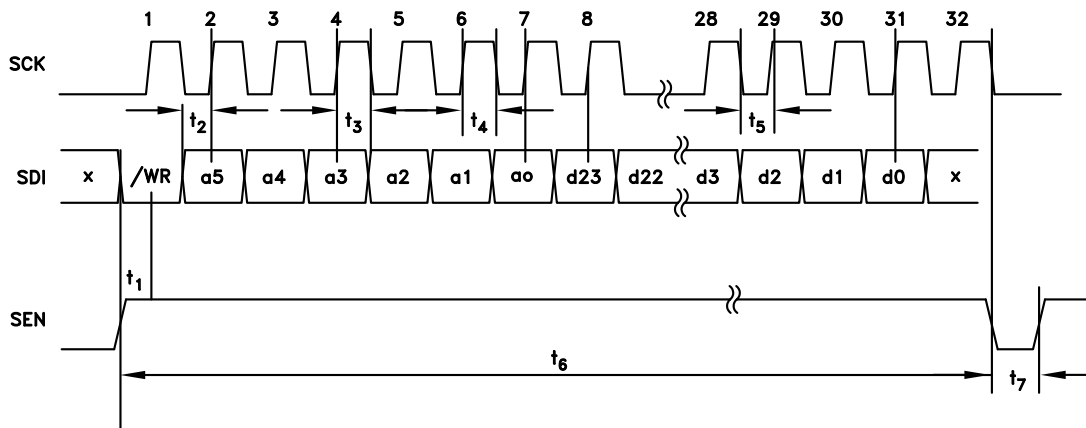 1 2 3 4 5 6 7 8 28 29 30 31 32
SCK
t2 t3 t4 t5
SDI x /WR a5 a4 a3 a2 a1 ao d23 d22 d3 d2 d1 d0 x
t1
SEN
t6
t7